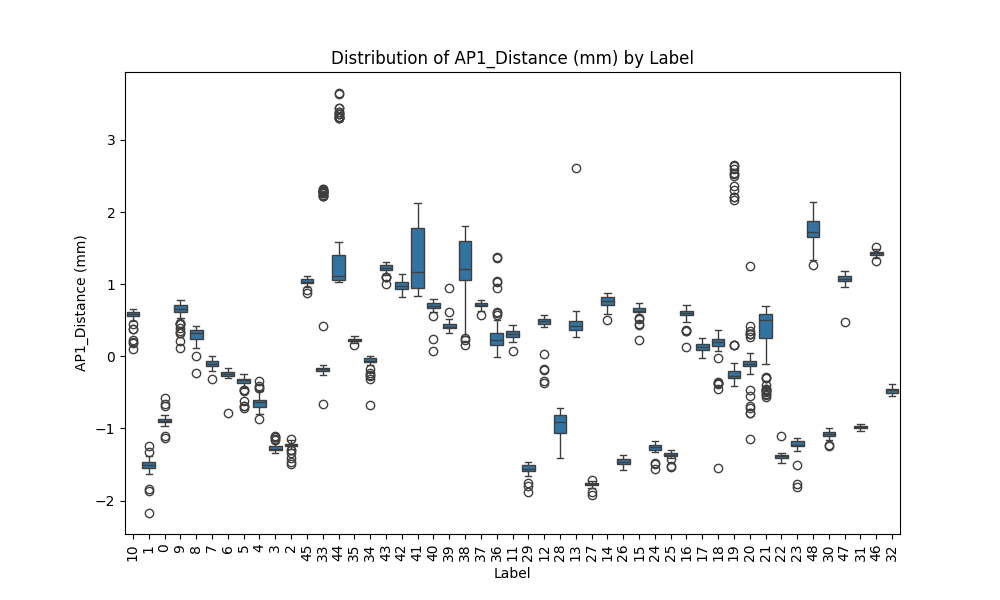 Distribution of AP1_Distance (mm) by Label
AP1_Distance (mm)
3
2
1
0
−1
−2
10 1 0 9 8 7 6 5 4 3 2 45 33 44 35 34 43 42 41 40 39 38 37 36 11 29 12 28 13 27 14 26 15 24 25 16 17 18 19 20 21 22 23 48 30 47 31 46 32
Label